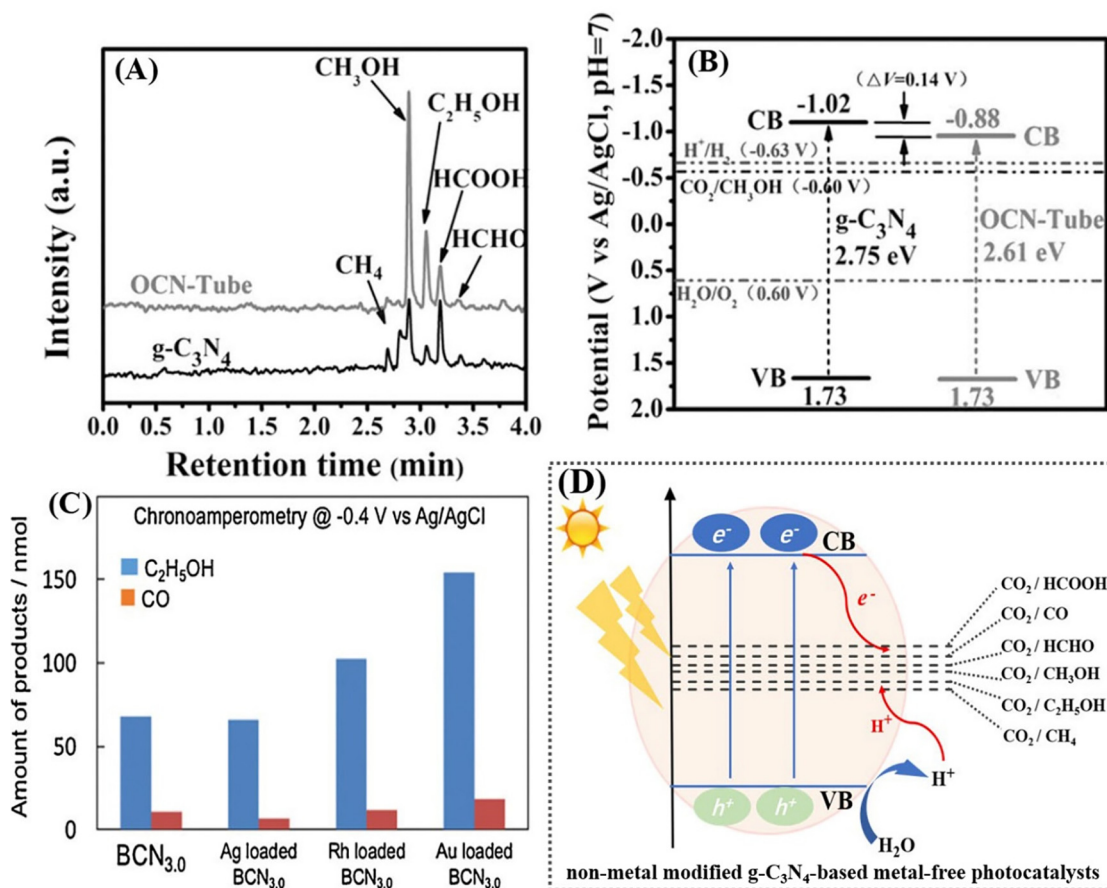 (A)
CH₃OH
C₂H₅OH
HCOOH
HCHO
CH₄
OCN-Tube
g-C₃N₄
Intensity (a.u.)
0.0 0.5 1.0 1.5 2.0 2.5 3.0 3.5 4.0
Retention time (min)
(B)
Potential (V vs Ag/AgCl, pH=7)
-2.0
-1.5
-1.0
-0.5
0.0
0.5
1.0
1.5
2.0
(△V=0.14 V)
-1.02
CB
-0.88
CB
H⁺/H₂ (-0.63 V)
CO₂/CH₃OH (-0.60 V)
g-C₃N₄
2.75 eV
OCN-Tube
2.61 eV
H₂O/O₂ (0.60 V)
VB
1.73
VB
1.73
(C)
Chronoamperometry @ -0.4 V vs Ag/AgCl
C₂H₅OH
CO
Amount of products / nmol
150
100
50
0
BCN₃.₀
Ag loaded
BCN₃.₀
Rh loaded
BCN₃.₀
Au loaded
BCN₃.₀
(D)
e⁻ e⁻
CB
e⁻
CO₂ / HCOOH
CO₂ / CO
CO₂ / HCHO
CO₂ / CH₃OH
CO₂ / C₂H₅OH
CO₂ / CH₄
H⁺
H⁺
h⁺ h⁺
VB
H₂O
non-metal modified g-C₃N₄-based metal-free photocatalysts